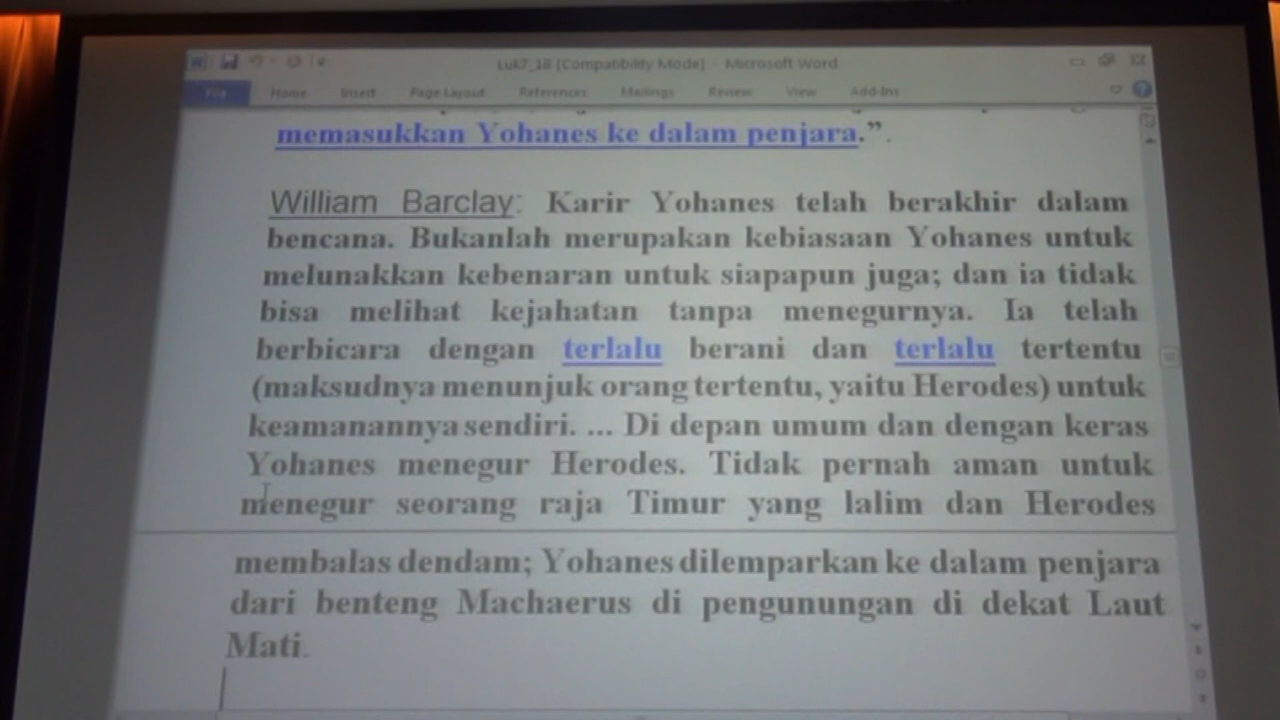 Luk7_18 [Compatibility Mode] - Microsoft Word
File Home Insert Page Layout References Mailings Review View Add-Ins
memasukkan Yohanes ke dalam penjara.”.
William Barclay: Karir Yohanes telah berakhir dalam
bencana. Bukanlah merupakan kebiasaan Yohanes untuk
melunakkan kebenaran untuk siapapun juga; dan ia tidak
bisa melihat kejahatan tanpa menegurnya. Ia telah
berbicara dengan terlalu berani dan terlalu tertentu
(maksudnya menunjuk orang tertentu, yaitu Herodes) untuk
keamanannya sendiri. ... Di depan umum dan dengan keras
Yohanes menegur Herodes. Tidak pernah aman untuk
menegur seorang raja Timur yang lalim dan Herodes
membalas dendam; Yohanes dilemparkan ke dalam penjara
dari benteng Machaerus di pengunungan di dekat Laut
Mati.